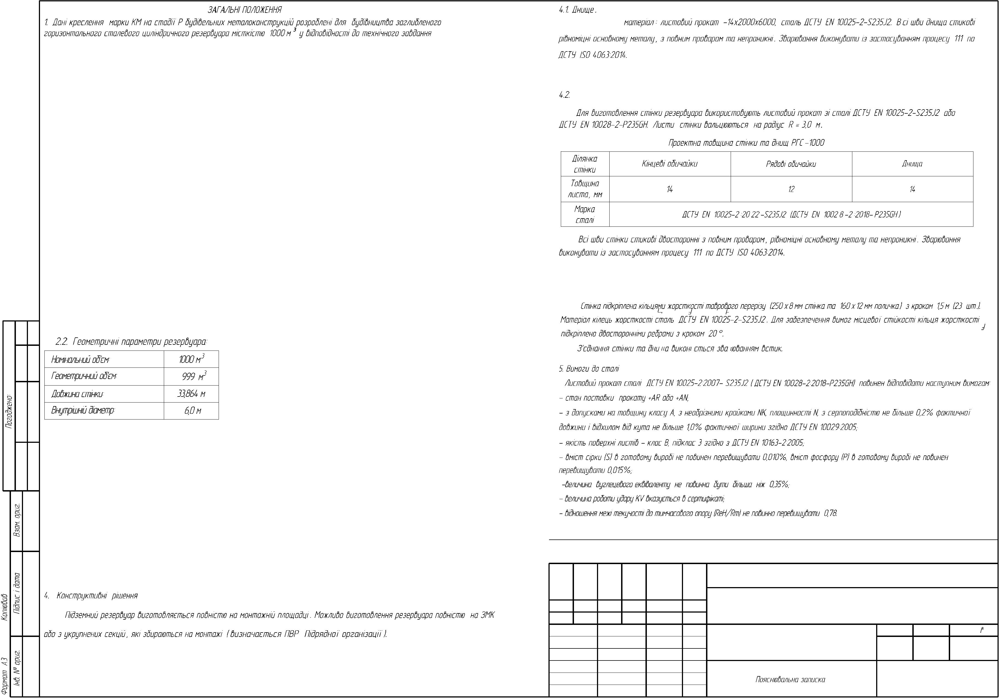 ЗАГАЛЬНІ ПОЛОЖЕННЯ
1. Дані креслення марки КМ на стадії Р будівельних металоконструкцій розроблені для будівництва заглибленого
горизонтального сталевого циліндричного резервуара місткістю 1000 м³ у відповідності до технічного завдання
2.2. Геометричні параметри резервуара:
Номінальний об'єм: 1000 м³
Геометричний об'єм: 999 м³
Довжина стінки: 33,864 м
Внутрішній діаметр: 6,0 м
4. Конструктивні рішення
Підземний резервуар виготовляється повністю на монтажній площадці. Можливо виготовлення резервуара повністю на ЗМК
або з укрупнених секцій, які збираються на монтажі (визначається ПВР Підрядної організації).
4.1. Днище.
матеріал: листовий прокат -14х2000х6000, сталь ДСТУ EN 10025-2-S235J2. Всі шви днища стикові
рівноміцні основному металу, з повним проваром та непроникні. Зварювання виконувати із застосуванням процесу 111 по
ДСТУ ISO 4063:2014.
4.2.
Для виготовлення стінки резервуара використовують листовий прокат зі сталі ДСТУ EN 10025-2-S235J2 або
ДСТУ EN 10028-2-P235GH. Листи стінки вальцюються на радіус R = 3,0 м.
Проектна товщина стінки та днищ РГС-1000
Ділянка
стінки
Кінцеві обичайки
Рядові обичайки
Днища
Товщина
листа, мм
14
12
14
Марка
сталі
ДСТУ EN 10025-2:2022-S235J2 (ДСТУ EN 10028-2:2018-P235GH)
Всі шви стінки стикові двосторонні з повним проваром, рівноміцні основному металу та непроникні. Зварювання
виконувати із застосуванням процесу 111 по ДСТУ ISO 4063:2014.
Стінка підкріплена кільцями жорсткості таврового перерізу (250 х 8 мм стінка та 160 х 12 мм поличка) з кроком 1,5 м (23 шт.).
Матеріал кілець жорсткості сталь ДСТУ EN 10025-2-S235J2. Для забезпечення вимог місцевої стійкості кільця жорсткості
підкріплено двосторонніми ребрами з кроком 20°.
З'єднання стінки та встик.
5. Вимоги до сталі
Листовий прокат сталі ДСТУ EN 10025-2:2007- S235J2 (ДСТУ EN 10028-2:2018-P235GH) повинен відповідати наступним вимогам:
- стан поставки прокату +AR або +AN;
- з допусками на товщину класу А, з необрізними крайками NK, площинності N, з серпоподібністю не більше 0,2% фактичної
довжини і відхилом від кута не більше 1,0% фактичної ширини згідно ДСТУ EN 10029:2005;
- якість поверхні листів - клас В, підклас 3 згідно з ДСТУ EN 10163-2:2005;
- вміст сірки (S) в готовому виробі не повинен перевищувати 0,010%, вміст фосфору (Р) в готовому виробі не повинен
перевищувати 0,015%;
-величина вуглецевого еквіваленту не повинна бути більша ніж 0,35%;
- величина роботи удару KV вказується в сертифікаті;
- відношення межі текучості до тимчасового опору (ReH/Rm) не повинно перевищувати 0,78.
Пояснювальна записка
Погоджено:
Взам. ориг.
Підпис і дата
Інв. № ориг.
Копіював
Формат А3